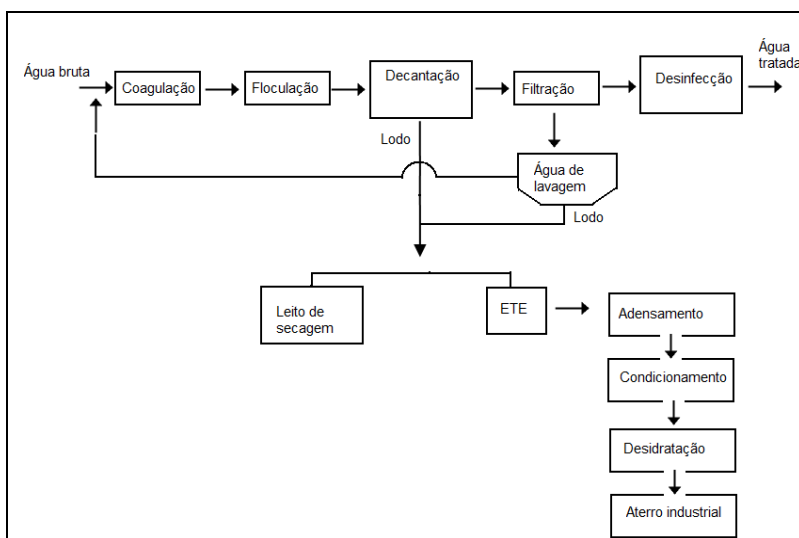 Água bruta
Coagulação
Floculação
Decantação
Filtração
Desinfecção
Água
tratada
Lodo
Água de
lavagem
Lodo
Leito de
secagem
ETE
Adensamento
Condicionamento
Desidratação
Aterro industrial